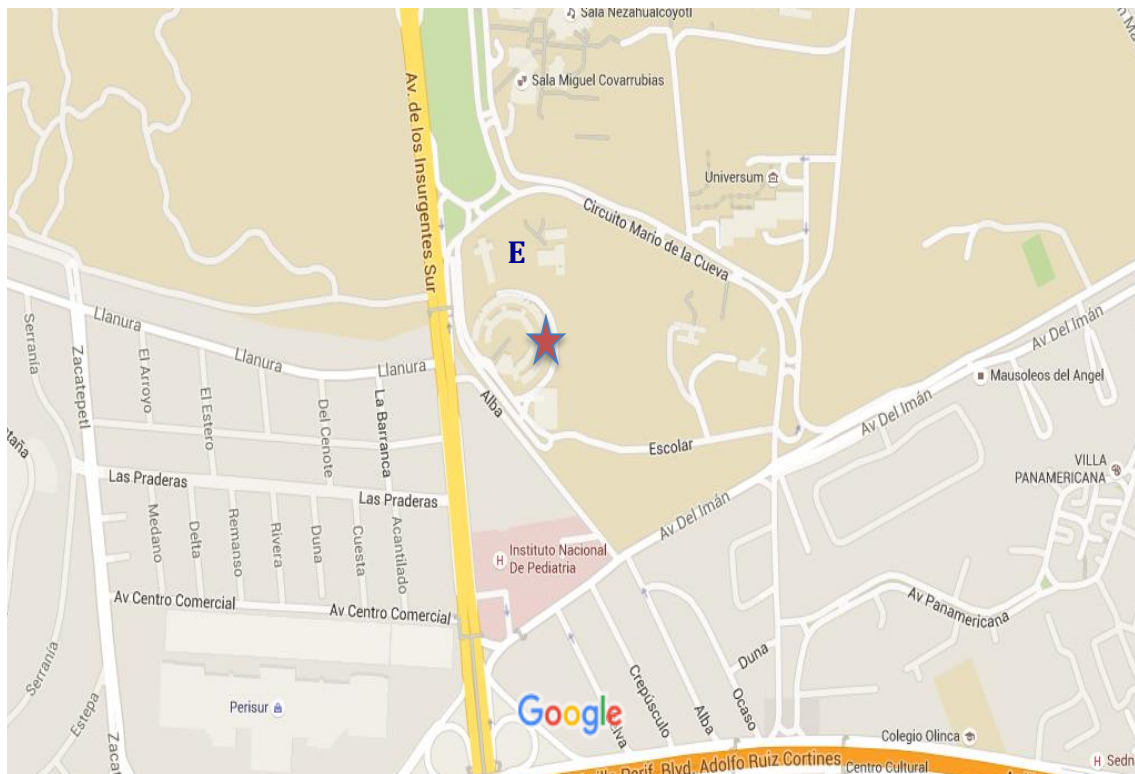 Sala Nezahualcoyotl
Sala Miguel Covarrubias
Av. de los Insurgentes Sur
Universum
Circuito Mario de la Cueva
E
Llanura
Llanura
Llanura
Serranía
Zacatepetl
El Arroyo
El Estero
Del Cenote
La Barranca
Alba
Av Del Imán
Mausoleos del Angel
Av Del Imán
Escolar
VILLA
PANAMERICANA
Las Praderas
Las Praderas
Medano
Delta
Remanso
Rivera
Duna
Cuesta
Acantilado
Av Del Imán
H
Instituto Nacional
De Pediatria
Av Centro Comercial
Av Centro Comercial
Av Panamericana
Serranía
Estepa
Perisur
Crepúsculo
Alba
Ocaso
Duna
Google
Colegio Olinca
Perif. Blvd. Adolfo Ruiz Cortines
Centro Cultural
H